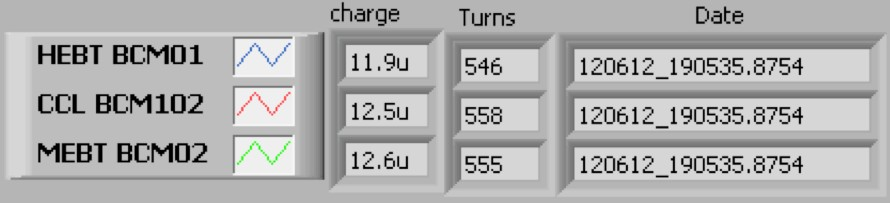 charge Turns Date
HEBT BCM01 11.9u 546 120612_190535.8754
CCL BCM102 12.5u 558 120612_190535.8754
MEBT BCM02 12.6u 555 120612_190535.8754